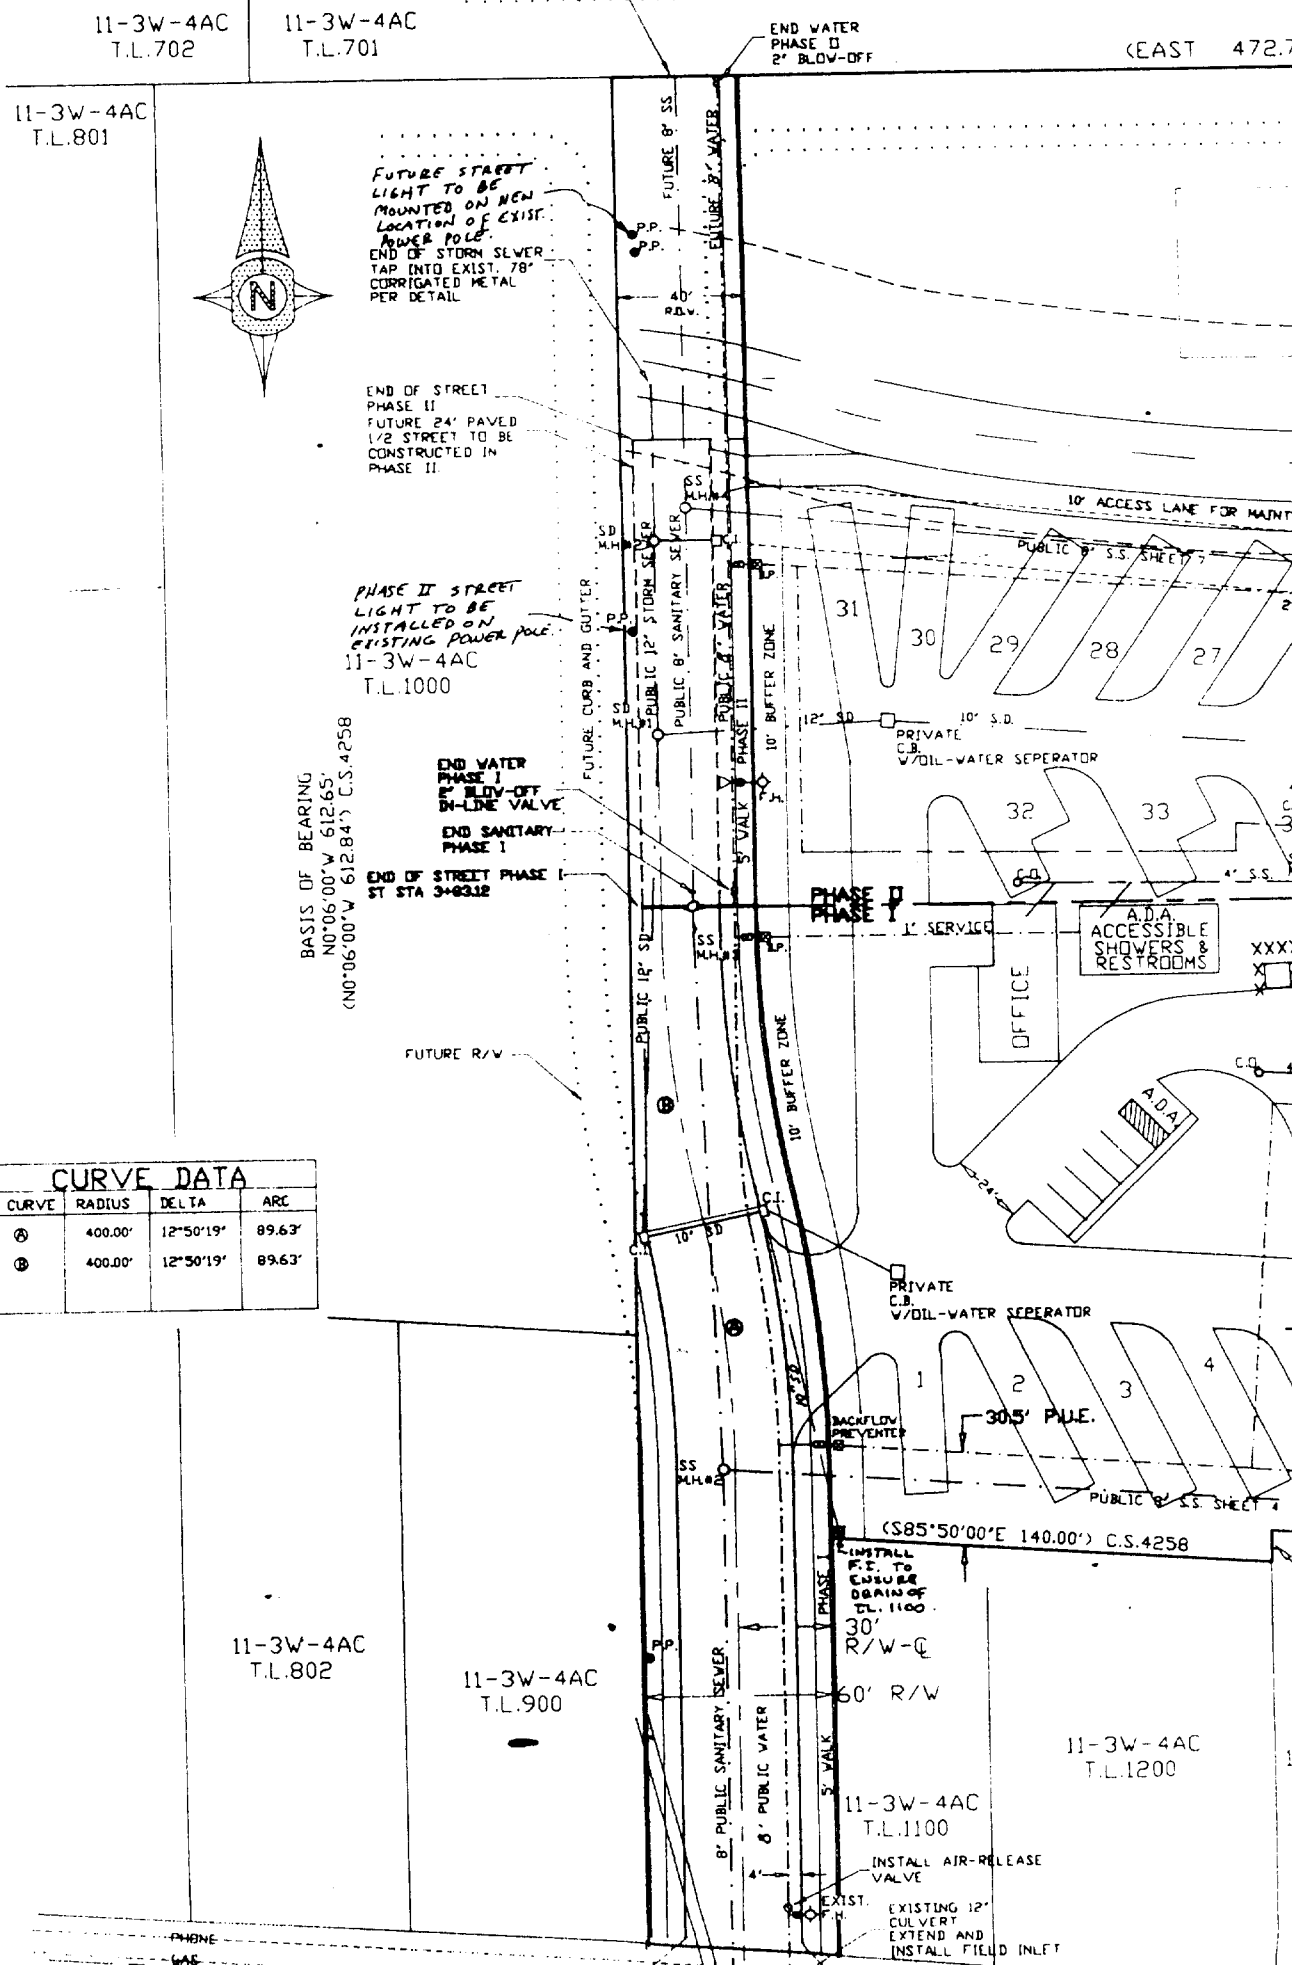 11-3W-4AC
T.L.702
11-3W-4AC
T.L.701
END WATER
PHASE II
2" BLOW-OFF
(EAST 472.7
11-3W-4AC
T.L.801
FUTURE 8" SS
FUTURE 8" WATER
FUTURE STREET
LIGHT TO BE
MOUNTED ON NEW
LOCATION OF EXIST.
POWER POLE.
P.P.
P.P.
END OF STORM SEWER
TAP INTO EXIST. 78"
CORRIGATED METAL
PER DETAIL
N
40'
R.O.W.
END OF STREET
PHASE II
FUTURE 24' PAVED
1/2 STREET TO BE
CONSTRUCTED IN
PHASE II.
SS
M.H.#4
10' ACCESS LANE FOR MAINT
SD
M.H.#2
C.I.
PUBLIC 8" S.S. SHEET 7
I.P.
PHASE II STREET
LIGHT TO BE
INSTALLED ON
EXISTING POWER POLE.
P.P.
11-3W-4AC
T.L.1000
FUTURE CURB AND GUTTER
PUBLIC 12" STORM SEWER
PUBLIC 8" SANITARY SEWER
PUBLIC 8" WATER
5' WALK PHASE II
10' BUFFER ZONE
31
30
29
28
27
SD
M.H.#1
12" SD
10" S.D.
PRIVATE
C.B.
W/OIL-WATER SEPERATOR
BASIS OF BEARING
N0°06'00"W 612.65'
(N0°06'00"W 612.84') C.S.4258
END WATER
PHASE I
2" BLOW-OFF
IN-LINE VALVE
F.H.
32
33
END SANITARY
PHASE I
END OF STREET PHASE I
ST STA 3+83.12
C.O.
4" S.S.
PHASE II
PHASE I
1" SERVICE
A.D.A.
ACCESSIBLE
SHOWERS &
RESTROOMS
SS
M.H.#3
I.P.
PUBLIC 12" SD
OFFICE
XXX
X
X
FUTURE R/W
10' BUFFER ZONE
C.O.
B
A.D.A.
24'
CURVE DATA
CURVE RADIUS DELTA ARC
A 400.00' 12°50'19" 89.63'
B 400.00' 12°50'19" 89.63'
C.I.
10" SD
C.I.
PRIVATE
C.B.
W/OIL-WATER SEPERATOR
A
10" SD
1
2
3
4
BACKFLOW
PREVENTER
30.5' P.U.E.
SS
M.H.#2
PUBLIC 8" S.S. SHEET 4
(S85°50'00"E 140.00') C.S.4258
INSTALL
F.I. TO
ENSURE
DRAIN OF
T.L. 1100
PHASE I
30'
R/W-℄
11-3W-4AC
T.L.802
11-3W-4AC
T.L.900
P.P.
60' R/W
8" PUBLIC SANITARY SEWER
8" PUBLIC WATER
5' WALK
11-3W-4AC
T.L.1200
11-3W-4AC
T.L.1100
4'
INSTALL AIR-RELEASE
VALVE
EXIST.
F.H.
EXISTING 12"
CULVERT
EXTEND AND
INSTALL FIELD INLET
PHONE
GAS